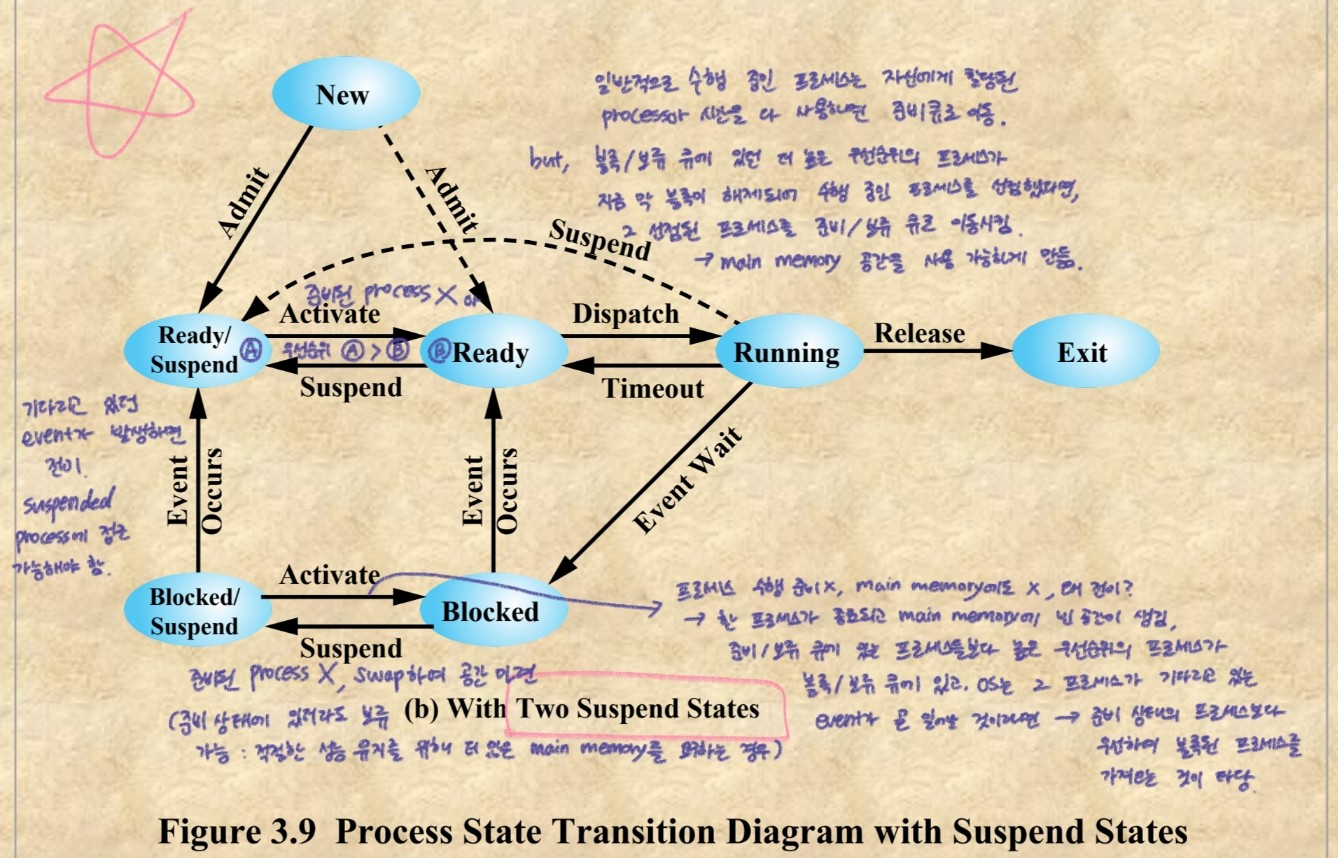 New
일반적으로 수행 중인 프로세스는 자신에게 할당된
processor 시간을 다 사용하면 준비큐로 이동.
but, 블록/보류 큐에 있던 더 높은 우선순위의 프로세스가
지금 막 블록이 해제되어 수행 중인 프로세스를 선점했다면,
그 선점된 프로세스를 준비/보류 큐로 이동시킴.
→ main memory 공간을 사용 가능하게 만듦.
Admit
Admit
Suspend
준비된 process X or
Activate
Dispatch
Release
Ready/
Suspend
Ⓐ 우선순위 Ⓐ > Ⓑ Ⓑ
Ready
Running
Exit
Suspend
Timeout
기다리고 있던
event가 발생하면
전이.
suspended
process에 접근
가능해야 함.
Event
Occurs
Event
Occurs
Event Wait
Activate
Blocked/
Suspend
Blocked
Suspend
프로세스 수행 준비X, main memory에도 X, 왜 전이?
→ 한 프로세스가 종료되고 main memory에 빈 공간이 생김,
준비/보류 큐에 있는 프로세스들보다 높은 우선순위의 프로세스가
블록/보류 큐에 있고. OS는 그 프로세스가 기다리고 있는
event가 곧 일어날 것이라면 → 준비 상태의 프로세스보다
우선하여 블록된 프로세스를
가져오는 것이 타당.
준비된 process X, swap하여 공간 마련
(준비 상태에 있더라도 보류
가능 : 적절한 성능 유지를 위해 더 많은 main memory를 요하는 경우)
(b) With Two Suspend States
Figure 3.9 Process State Transition Diagram with Suspend States